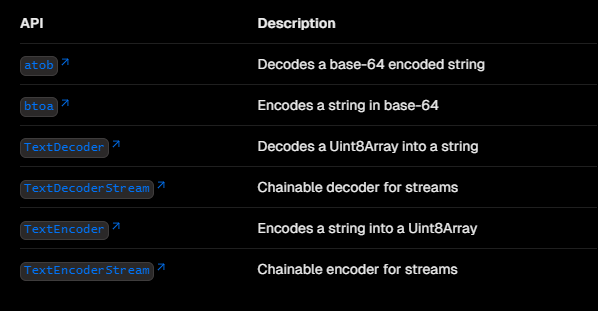 API Description
atob Decodes a base-64 encoded string
btoa Encodes a string in base-64
TextDecoder Decodes a Uint8Array into a string
TextDecoderStream Chainable decoder for streams
TextEncoder Encodes a string into a Uint8Array
TextEncoderStream Chainable encoder for streams